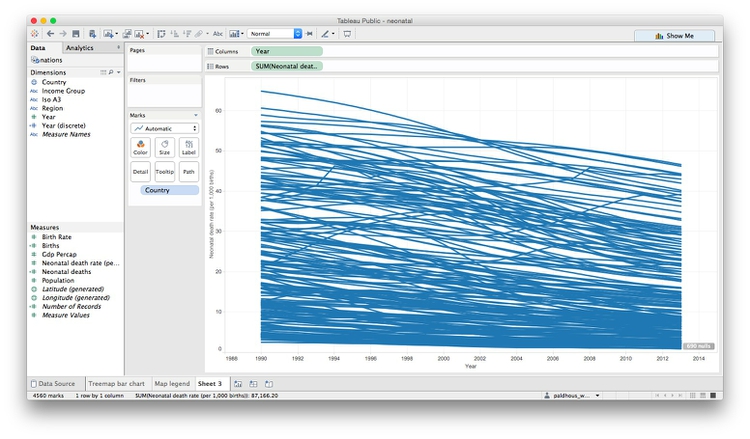 Tableau Public - neonatal
Abc
Normal
Show Me
Data
Analytics
nations
Dimensions
Country
Abc Income Group
Abc Iso A3
Abc Region
Year
Year (discrete)
Abc Measure Names
Measures
Birth Rate
Births
Gdp Percap
Neonatal death rate (pe...
Neonatal deaths
Population
Latitude (generated)
Longitude (generated)
Number of Records
Measure Values
Pages
Filters
Marks
Automatic
Color Size Label
Detail Tooltip Path
Country
Columns
Year
Rows
SUM(Neonatal deat..
Neonatal death rate (per 1,000 births)
60
50
40
30
20
10
0
690 nulls
1988 1990 1992 1994 1996 1998 2000 2002 2004 2006 2008 2010 2012 2014
Year
Data Source
Treemap bar chart
Map legend
Sheet 3
4560 marks
1 row by 1 column
SUM(Neonatal death rate (per 1,000 births)): 87,166.20
paldhous_w...